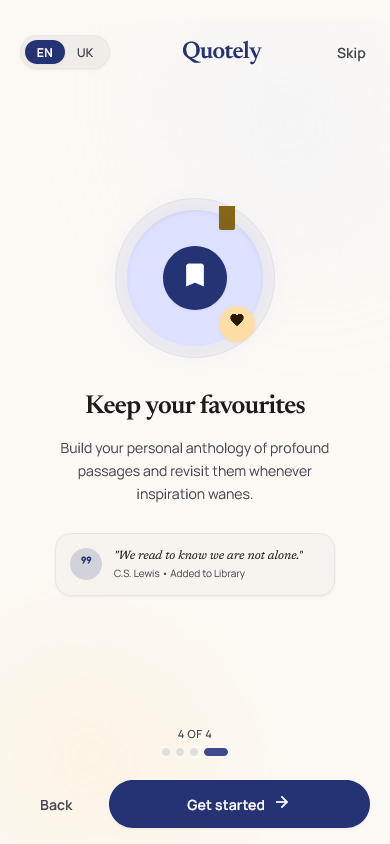 EN UK Quotely Skip
Keep your favourites
Build your personal anthology of profound
passages and revisit them whenever
inspiration wanes.
"We read to know we are not alone."
C.S. Lewis • Added to Library
4 OF 4
Back Get started →